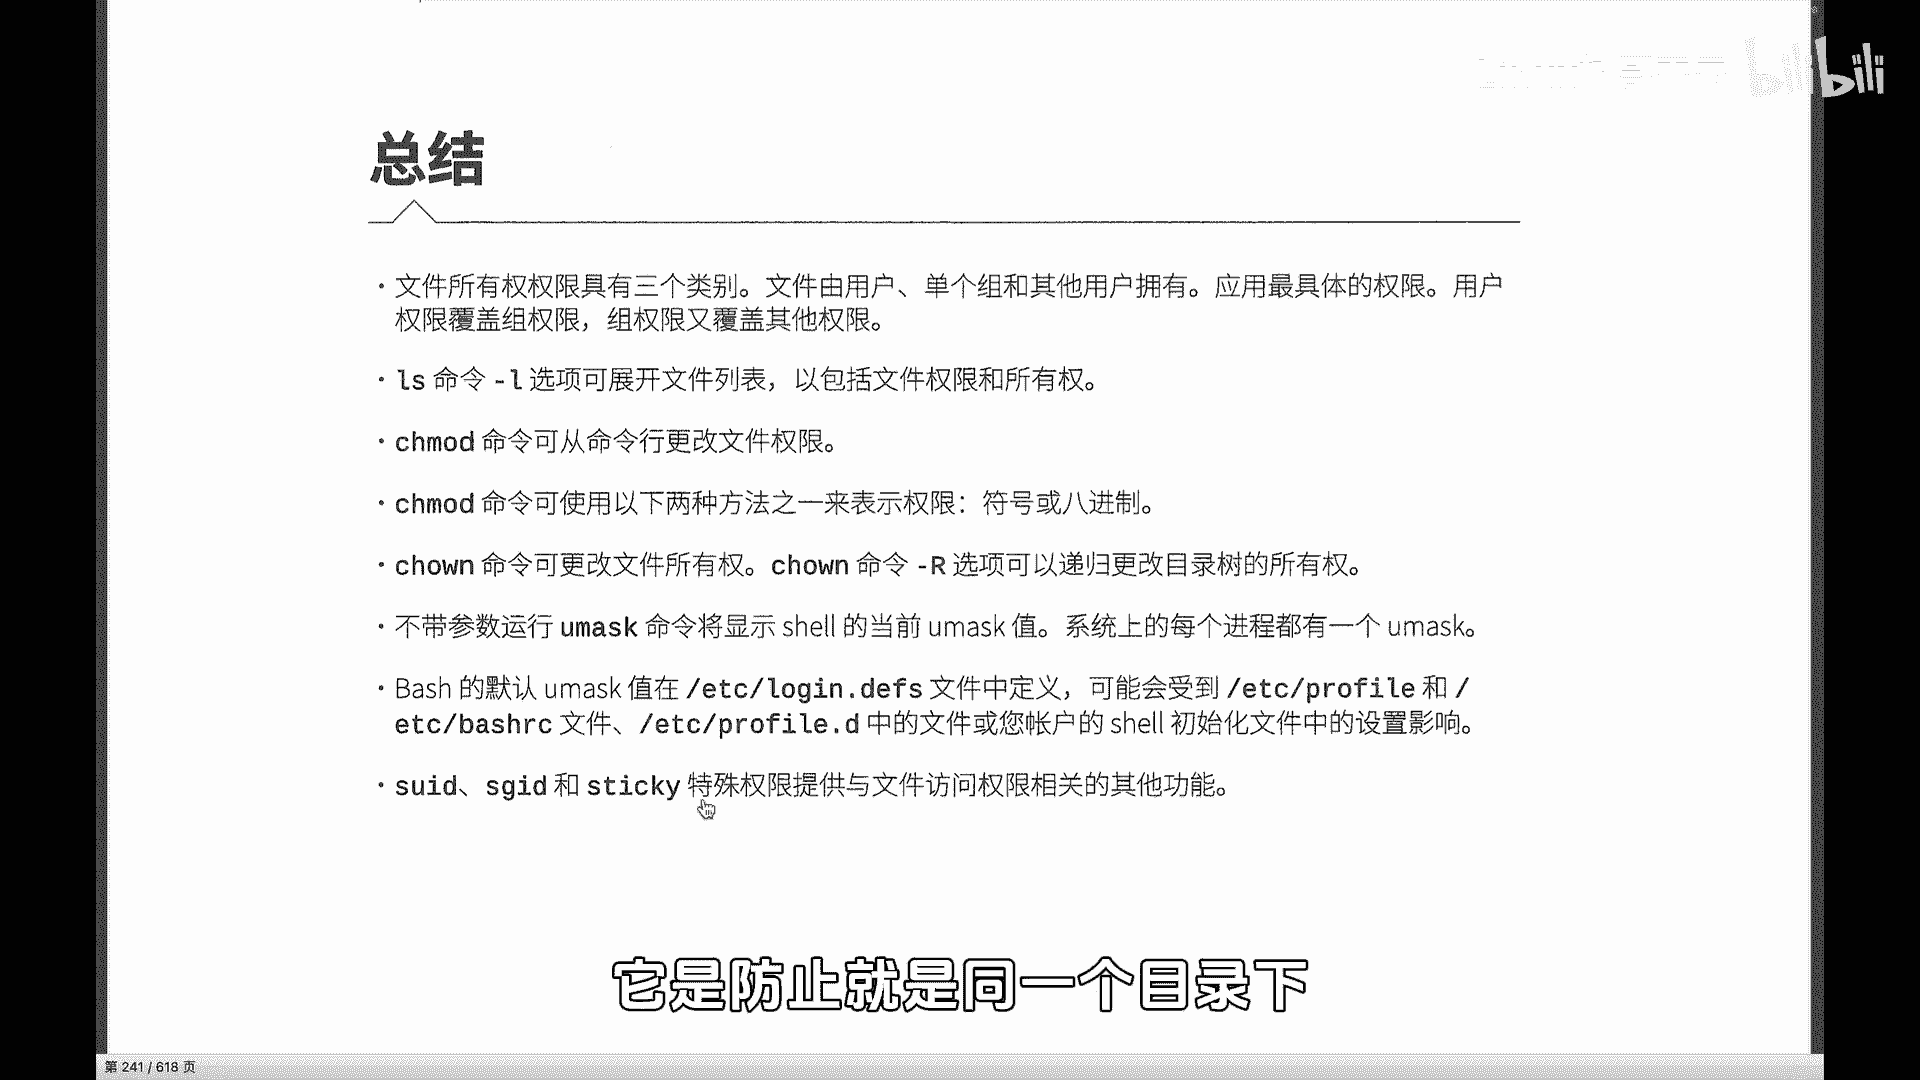 bilibili
总结
• 文件所有权权限具有三个类别。文件由用户、单个组和其他用户拥有。应用最具体的权限。用户
权限覆盖组权限，组权限又覆盖其他权限。
• ls 命令 -l 选项可展开文件列表，以包括文件权限和所有权。
• chmod 命令可从命令行更改文件权限。
• chmod 命令可使用以下两种方法之一来表示权限：符号或八进制。
• chown 命令可更改文件所有权。chown 命令 -R 选项可以递归更改目录树的所有权。
• 不带参数运行 umask 命令将显示 shell 的当前 umask 值。系统上的每个进程都有一个 umask。
• Bash 的默认 umask 值在 /etc/login.defs 文件中定义，可能会受到 /etc/profile 和 /
etc/bashrc 文件、/etc/profile.d 中的文件或您帐户的 shell 初始化文件中的设置影响。
• suid、sgid 和 sticky 特殊权限提供与文件访问权限相关的其他功能。
它是防止就是同一个目录下
第 241 / 618 页